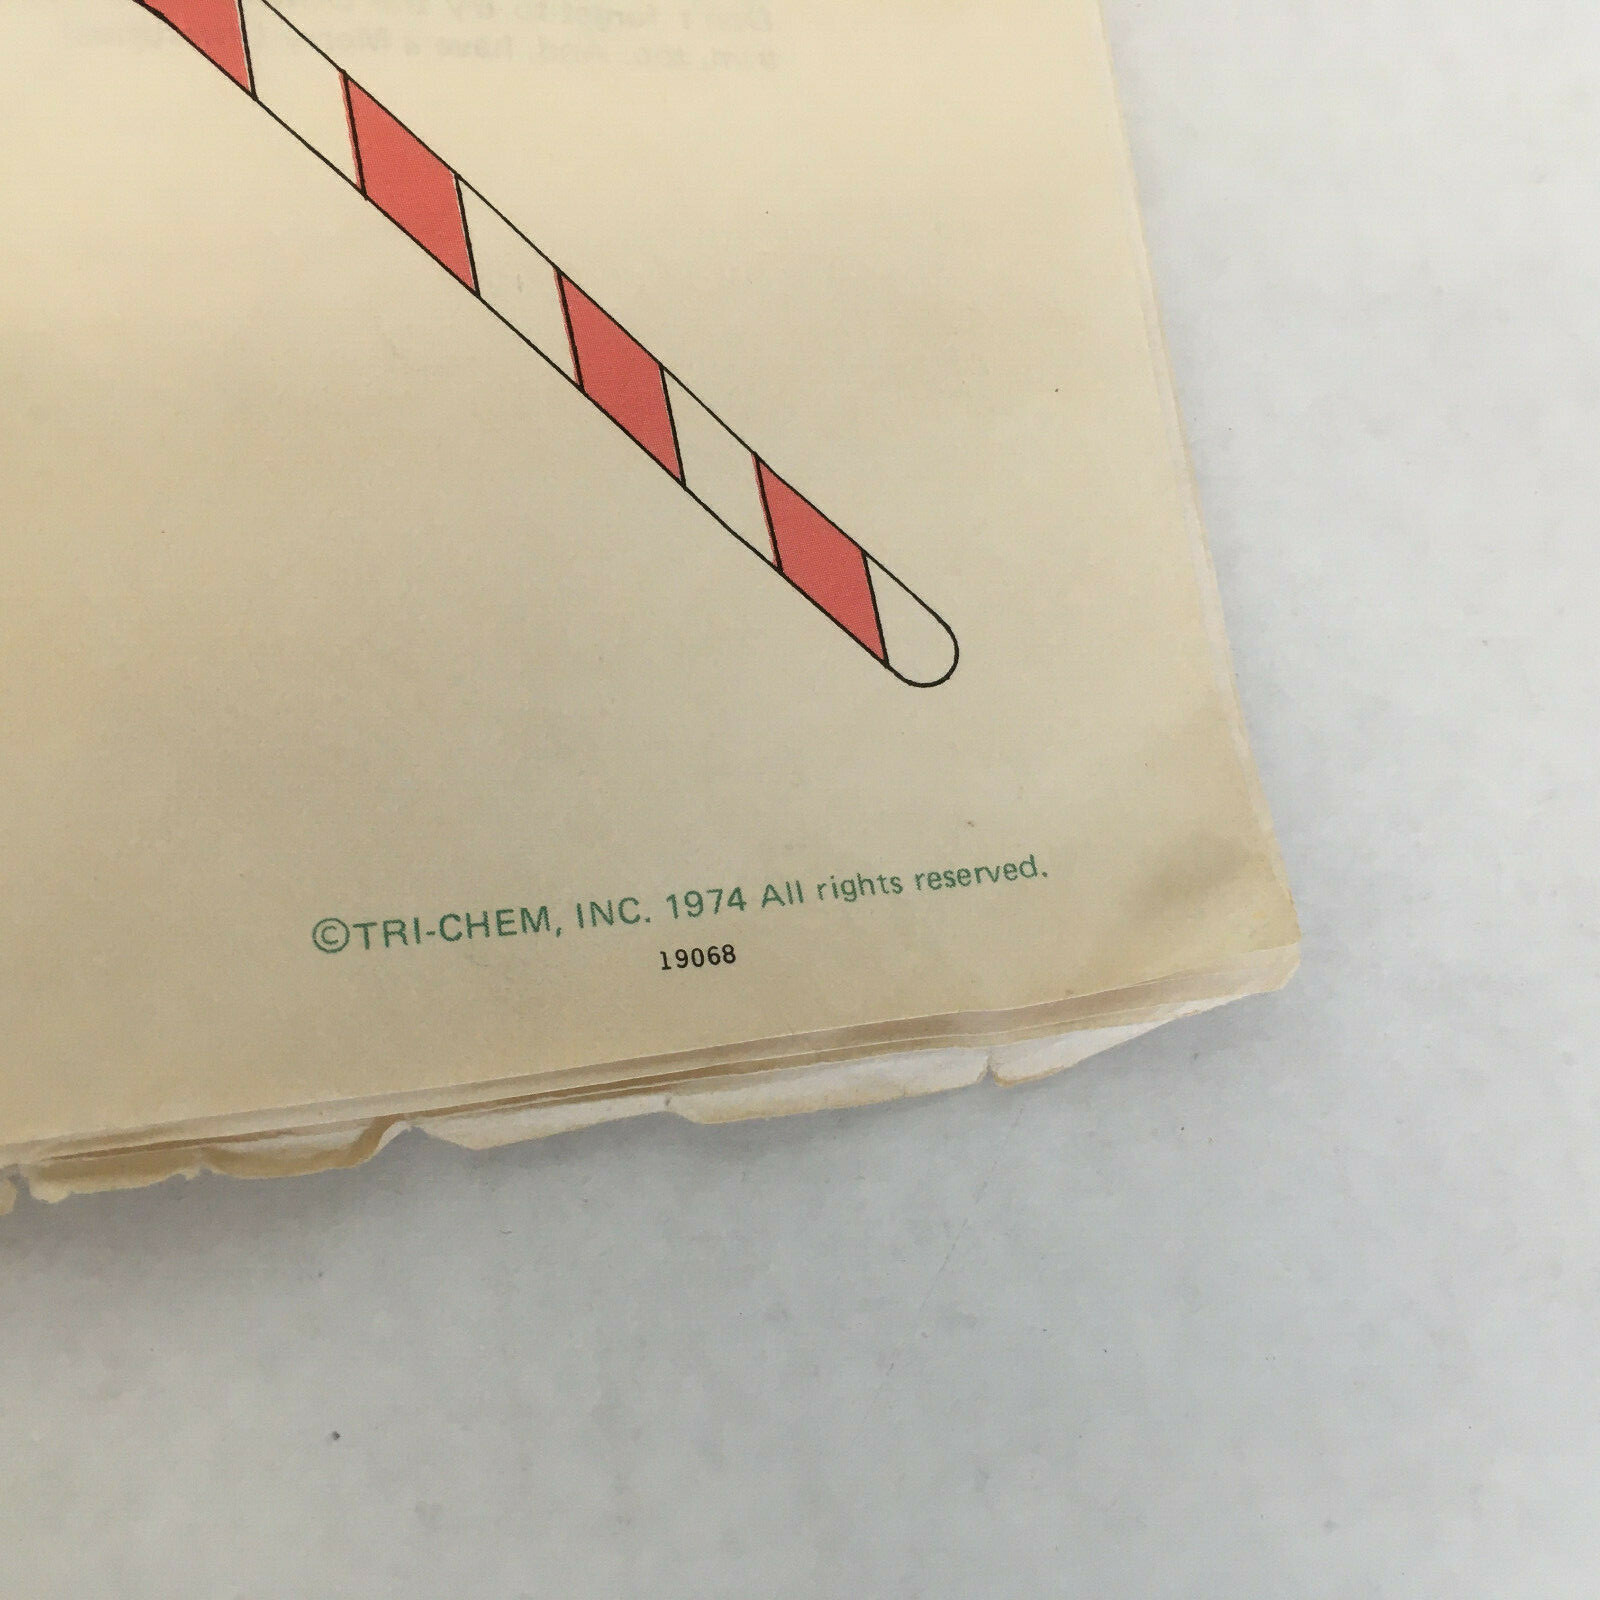 ©TRI-CHEM, INC. 1974 All rights reserved.
19068